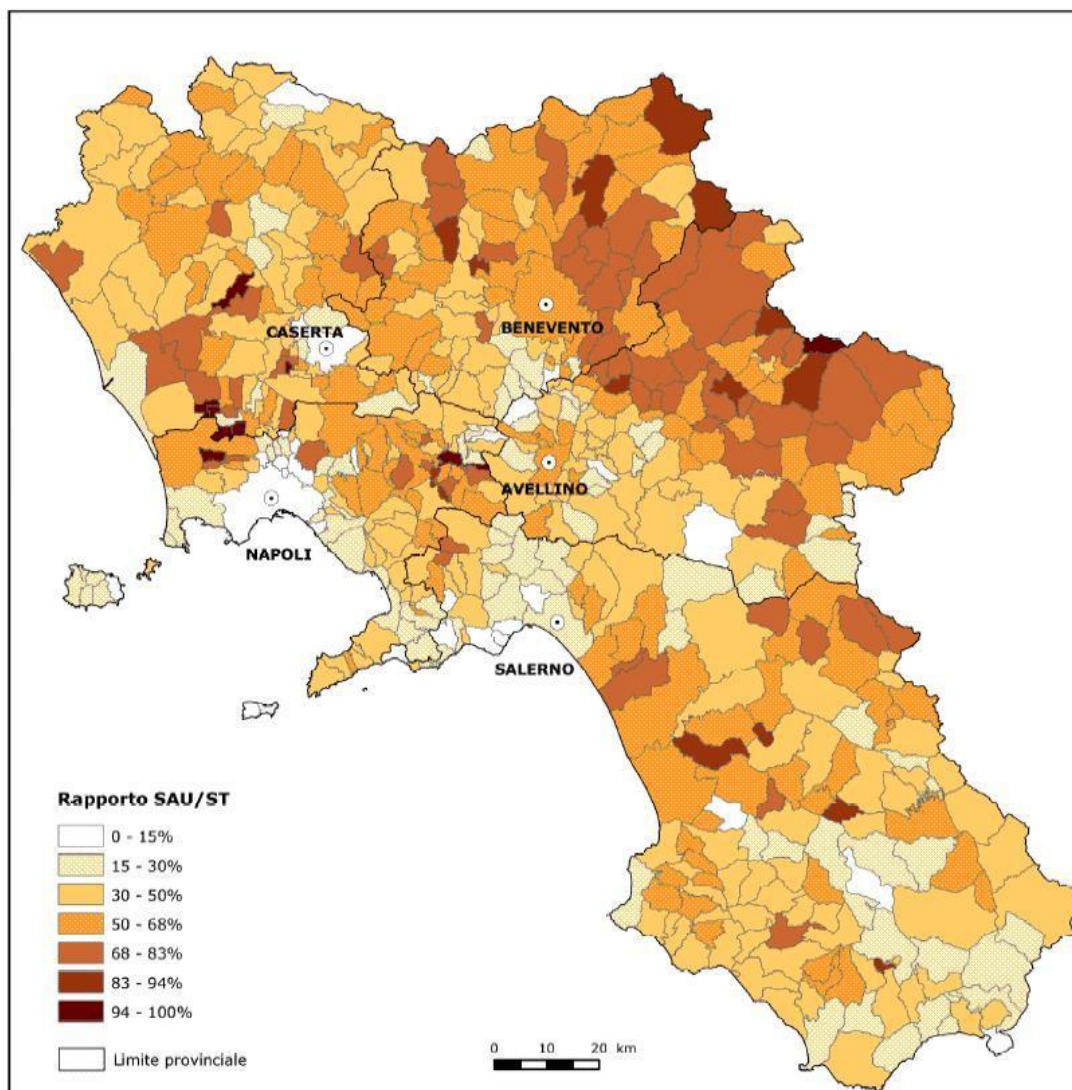 CASERTA
BENEVENTO
AVELLINO
NAPOLI
SALERNO
Rapporto SAU/ST
0 - 15%
15 - 30%
30 - 50%
50 - 68%
68 - 83%
83 - 94%
94 - 100%
Limite provinciale
0 10 20 km